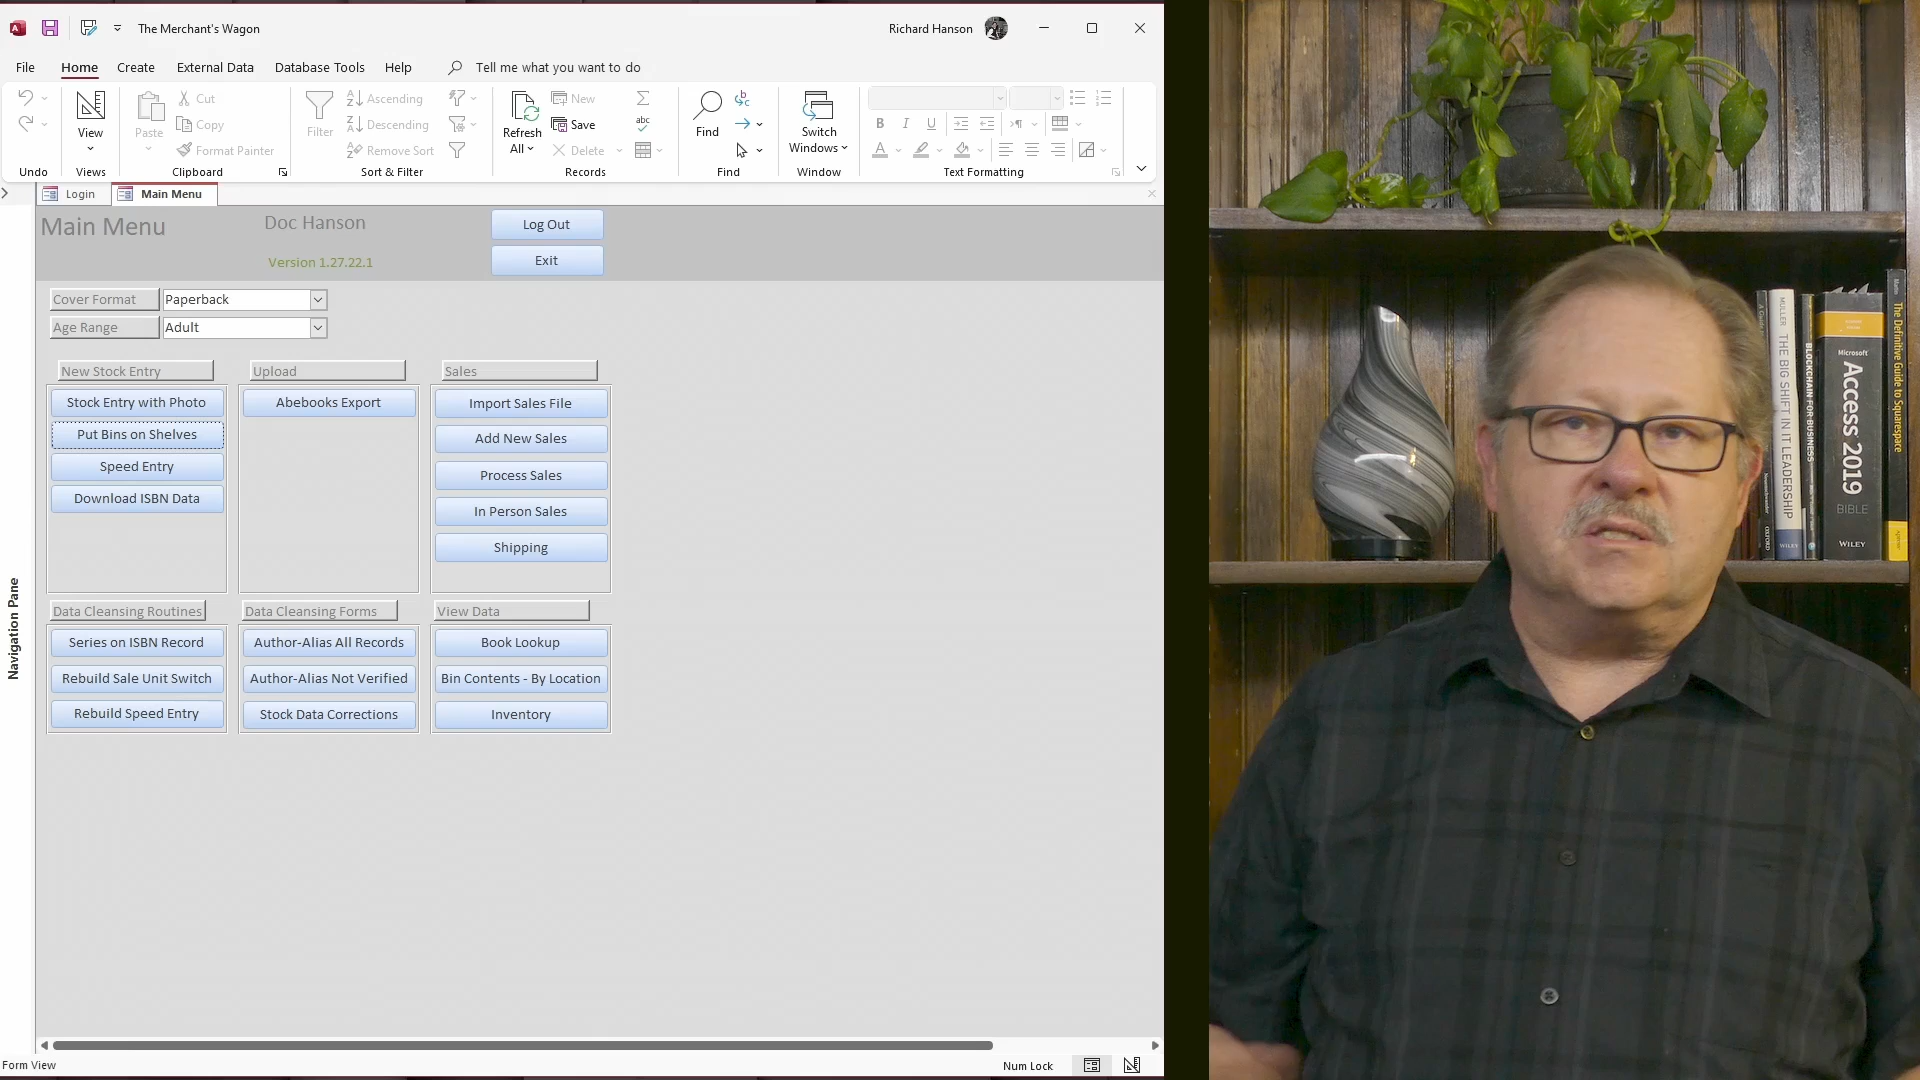 The Merchant's Wagon
Richard Hanson
File Home Create External Data Database Tools Help Tell me what you want to do
View
Paste
Cut
Copy
Format Painter
Filter
Ascending
Descending
Remove Sort
Refresh
All
New
Save
Delete
Find
Switch
Windows
Undo Views Clipboard Sort & Filter Records Find Window Text Formatting
Login Main Menu
Main Menu
Doc Hanson
Version 1.27.22.1
Log Out
Exit
Cover Format Paperback
Age Range Adult
New Stock Entry
Stock Entry with Photo
Put Bins on Shelves
Speed Entry
Download ISBN Data
Upload
Abebooks Export
Sales
Import Sales File
Add New Sales
Process Sales
In Person Sales
Shipping
Data Cleansing Routines
Series on ISBN Record
Rebuild Sale Unit Switch
Rebuild Speed Entry
Data Cleansing Forms
Author-Alias All Records
Author-Alias Not Verified
Stock Data Corrections
View Data
Book Lookup
Bin Contents - By Location
Inventory
Navigation Pane
Form View
Num Lock
MULLER THE BIG SHIFT IN IT LEADERSHIP WILEY
BLOCKCHAIN FOR BUSINESS
Microsoft
Access 2019
BIBLE
WILEY
The Definitive Guide to Squarespace
OXFORD